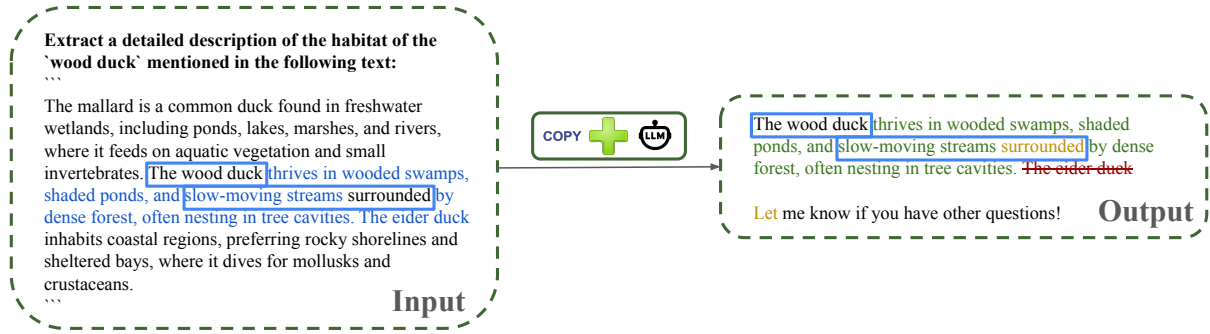 Extract a detailed description of the habitat of the
`wood duck` mentioned in the following text:
```
The mallard is a common duck found in freshwater
wetlands, including ponds, lakes, marshes, and rivers,
where it feeds on aquatic vegetation and small
invertebrates. The wood duck thrives in wooded swamps,
shaded ponds, and slow-moving streams surrounded by
dense forest, often nesting in tree cavities. The eider duck
inhabits coastal regions, preferring rocky shorelines and
sheltered bays, where it dives for mollusks and
crustaceans.
```
Input
COPY
LLM
The wood duck thrives in wooded swamps, shaded
ponds, and slow-moving streams surrounded by dense
forest, often nesting in tree cavities. The eider duck
Let me know if you have other questions!
Output